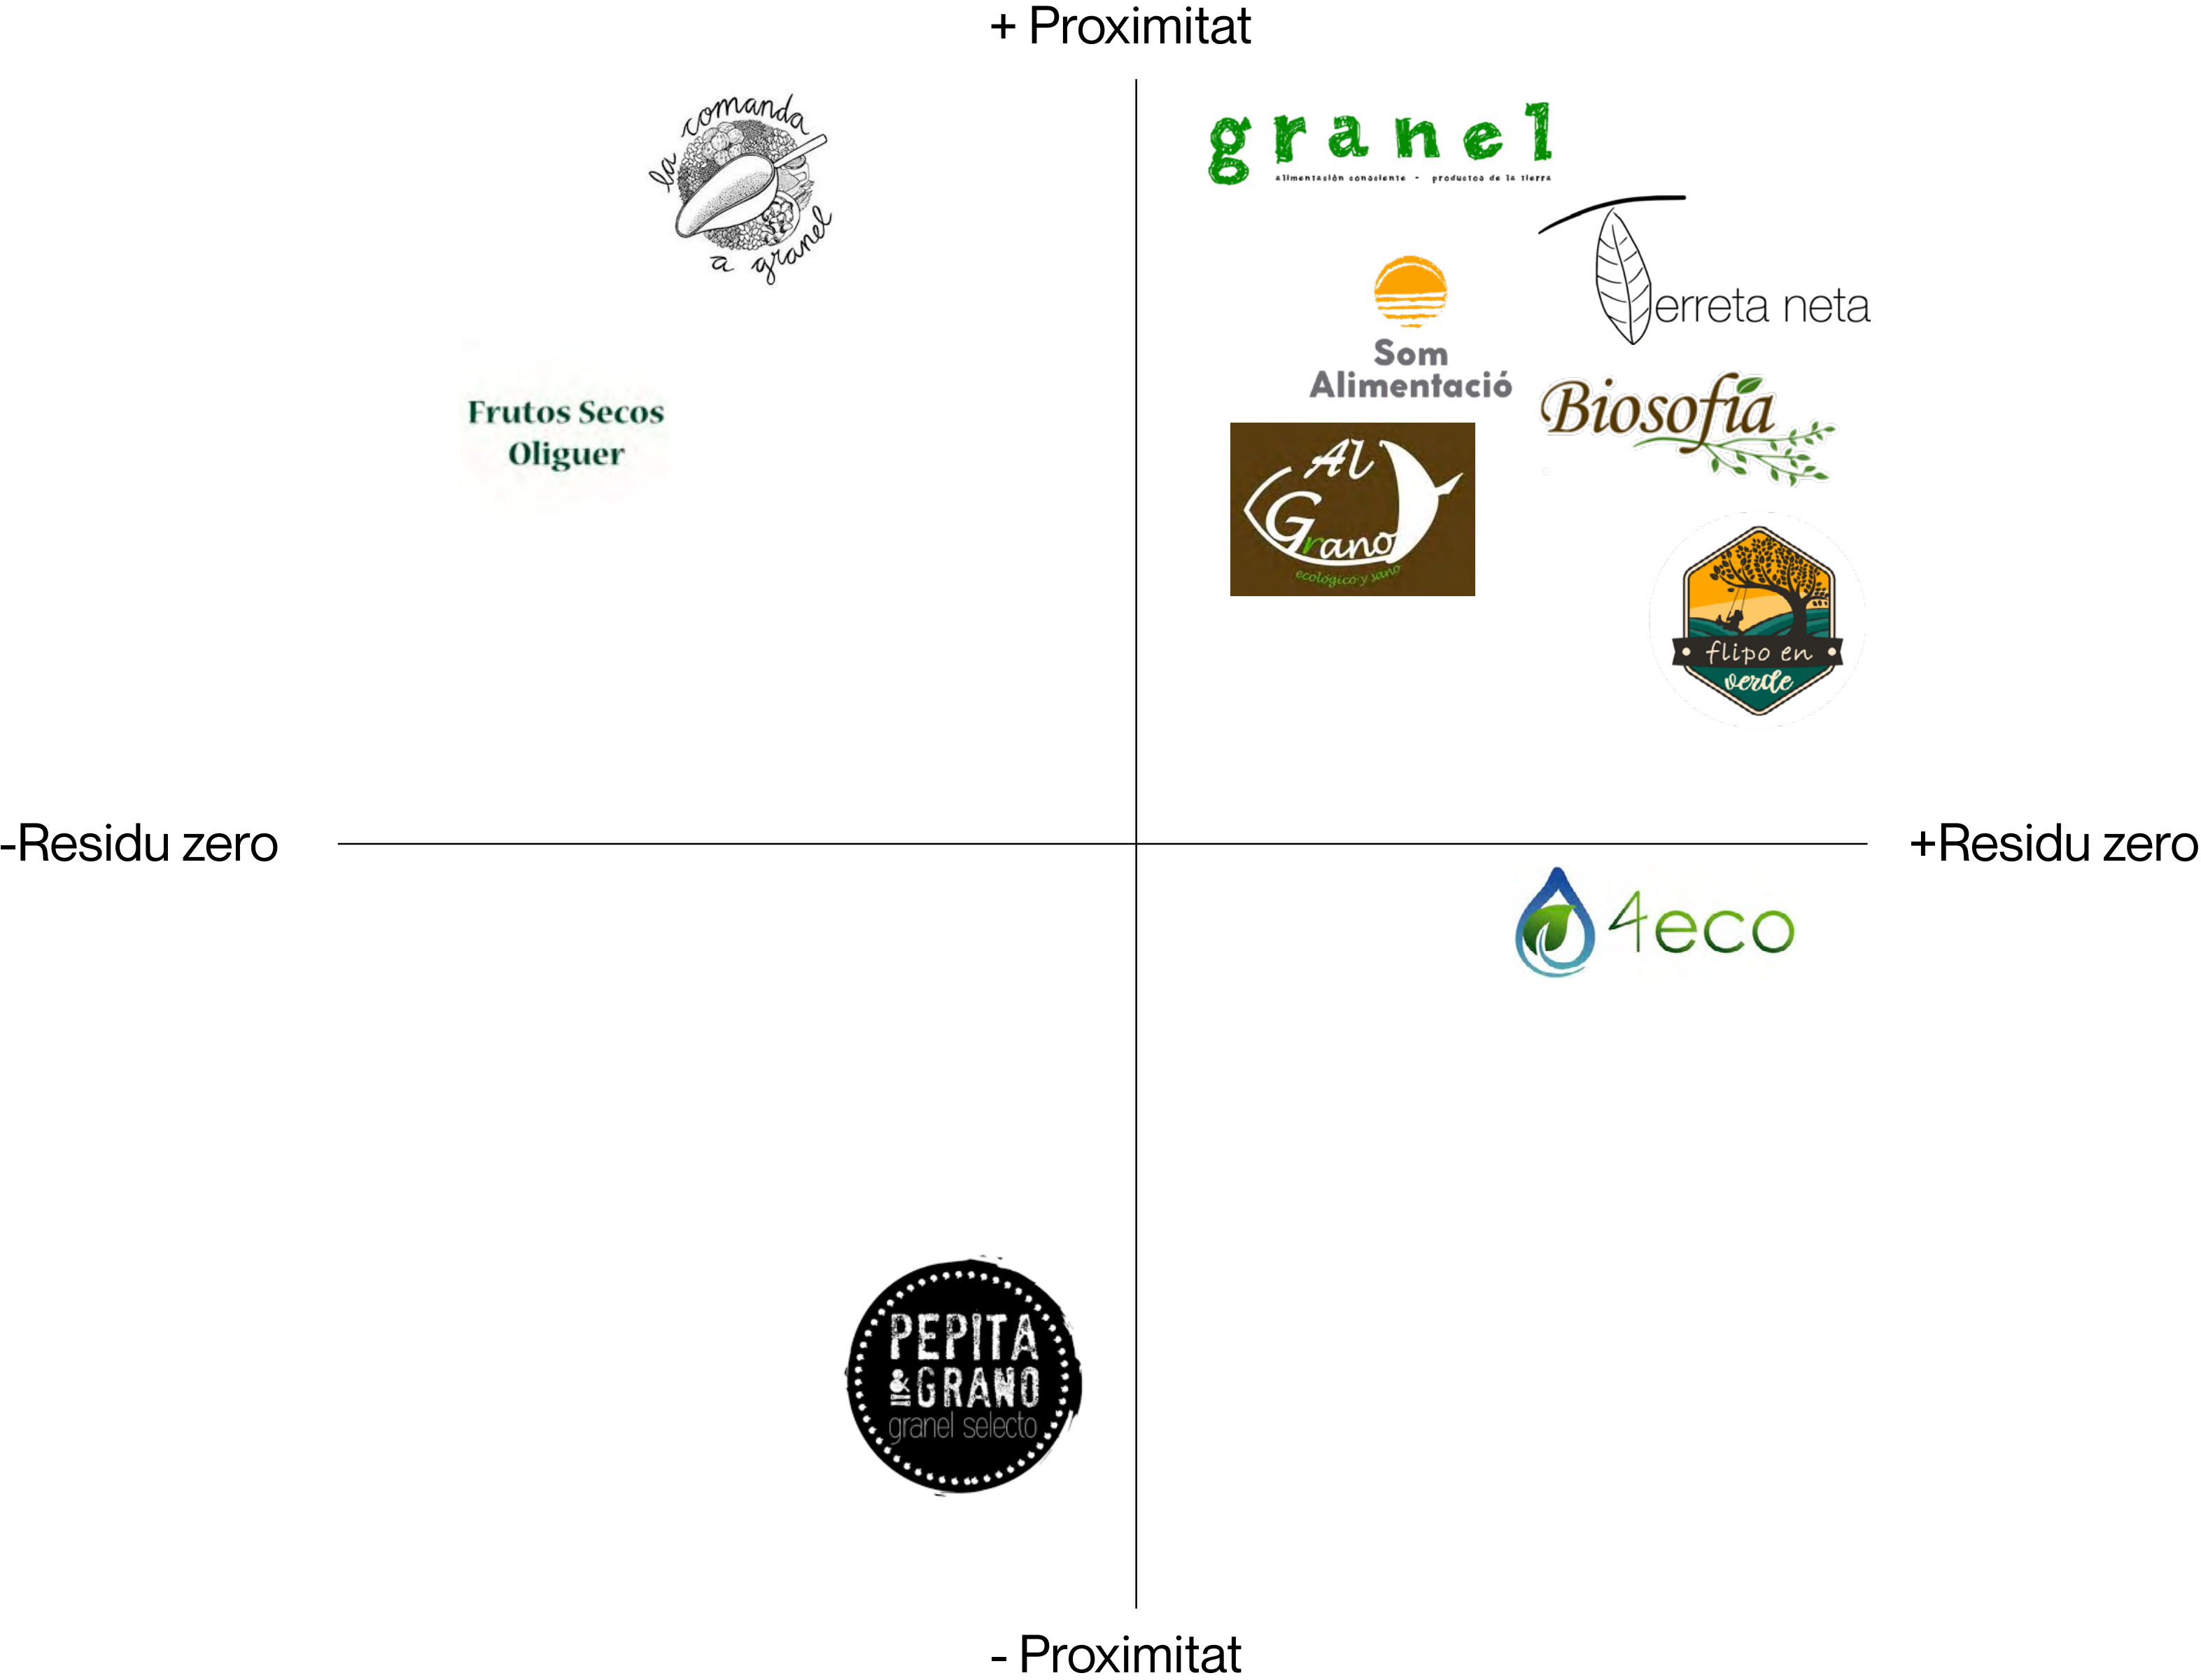 + Proximitat
la comanda
a granel
granel
alimentación consciente - productos de la tierra
Terreta neta
Som
Alimentació
Frutos Secos
Oliguer
Biosofía
Al
Grano
ecológico y sano
flipo en
verde
-Residu zero
+Residu zero
4eco
PEPITA
& GRANO
granel selecto
- Proximitat